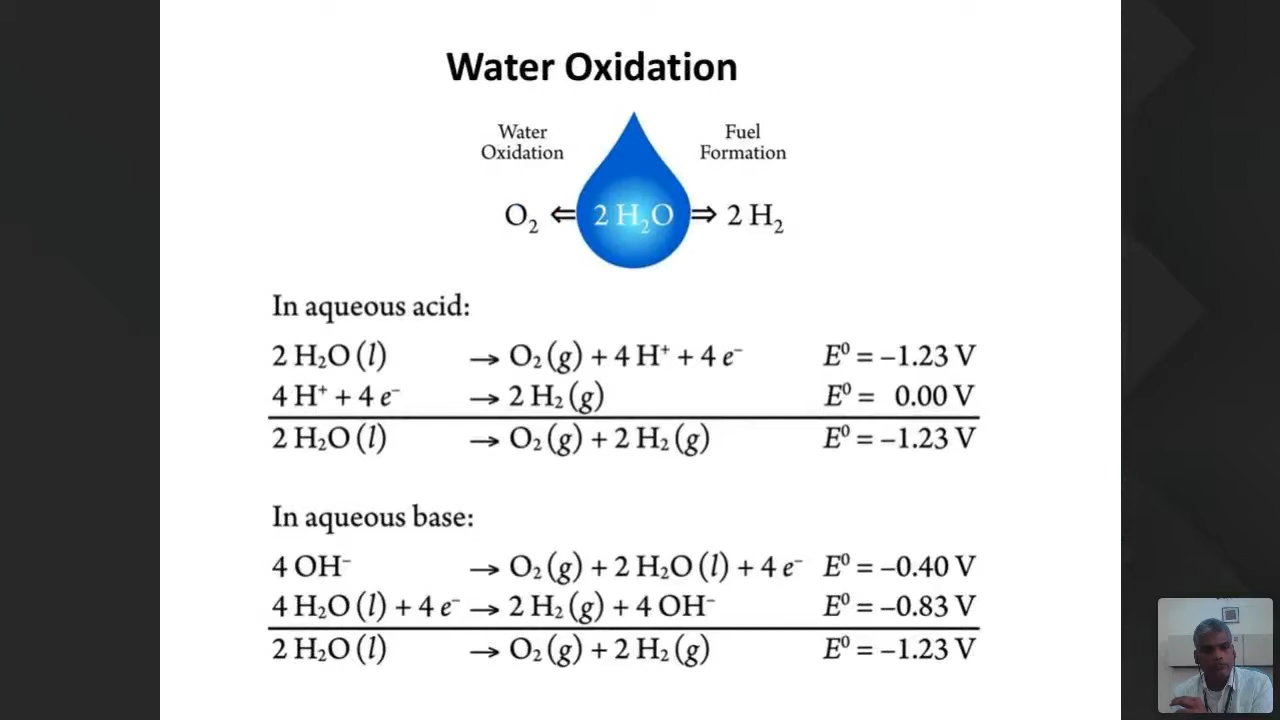 Water Oxidation
Water Oxidation
Fuel Formation
O₂ ⇐ 2 H₂O ⇒ 2 H₂
In aqueous acid:
2 H₂O (l) → O₂ (g) + 4 H⁺ + 4 e⁻ E⁰ = –1.23 V
4 H⁺ + 4 e⁻ → 2 H₂ (g) E⁰ = 0.00 V
2 H₂O (l) → O₂ (g) + 2 H₂ (g) E⁰ = –1.23 V
In aqueous base:
4 OH⁻ → O₂ (g) + 2 H₂O (l) + 4 e⁻ E⁰ = –0.40 V
4 H₂O (l) + 4 e⁻ → 2 H₂ (g) + 4 OH⁻ E⁰ = –0.83 V
2 H₂O (l) → O₂ (g) + 2 H₂ (g) E⁰ = –1.23 V